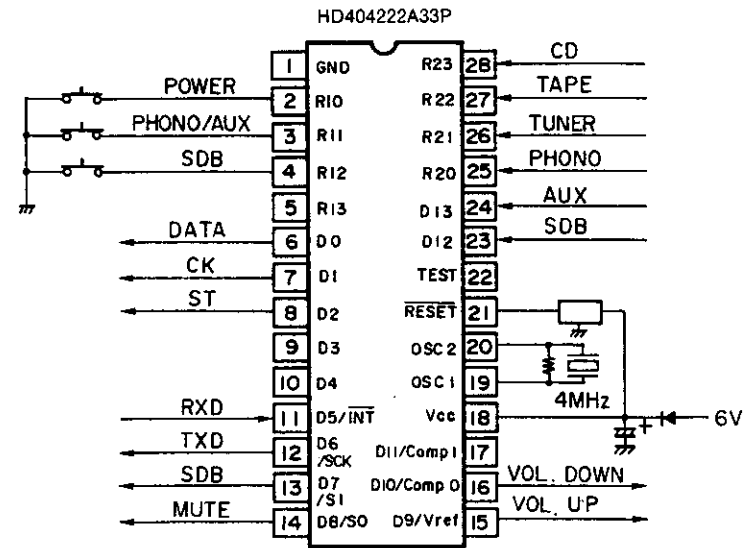 HD404222A33P
1 GND R23 28 CD
POWER 2 R10 R22 27 TAPE
PHONO/AUX 3 R11 R21 26 TUNER
SDB 4 R12 R20 25 PHONO
5 R13 D13 24 AUX
DATA 6 D0 D12 23 SDB
CK 7 D1 TEST 22
ST 8 D2 RESET 21
9 D3 OSC2 20
10 D4 OSC1 19 4MHz
RXD 11 D5/INT Vcc 18 + 6V
TXD 12 D6/SCK D11/Comp1 17
SDB 13 D7/S1 D10/Comp0 16 VOL. DOWN
MUTE 14 D8/SO D9/Vref 15 VOL. UP